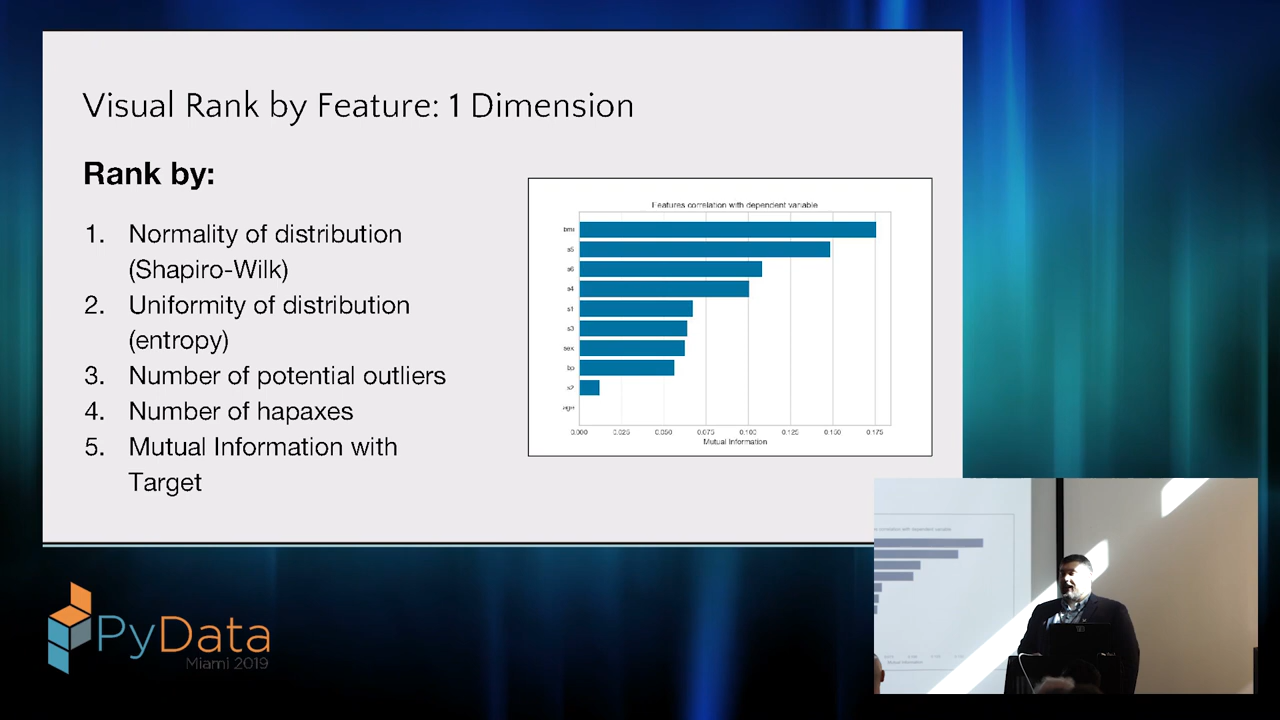 Visual Rank by Feature: 1 Dimension
Rank by:
1. Normality of distribution
(Shapiro-Wilk)
2. Uniformity of distribution
(entropy)
3. Number of potential outliers
4. Number of hapaxes
5. Mutual Information with
Target
Features correlation with dependent variable
bmi
s5
s6
s4
s1
s3
sex
bp
s2
age
0.000 0.025 0.050 0.075 0.100 0.125 0.150 0.175
Mutual Information
PyData
Miami 2019